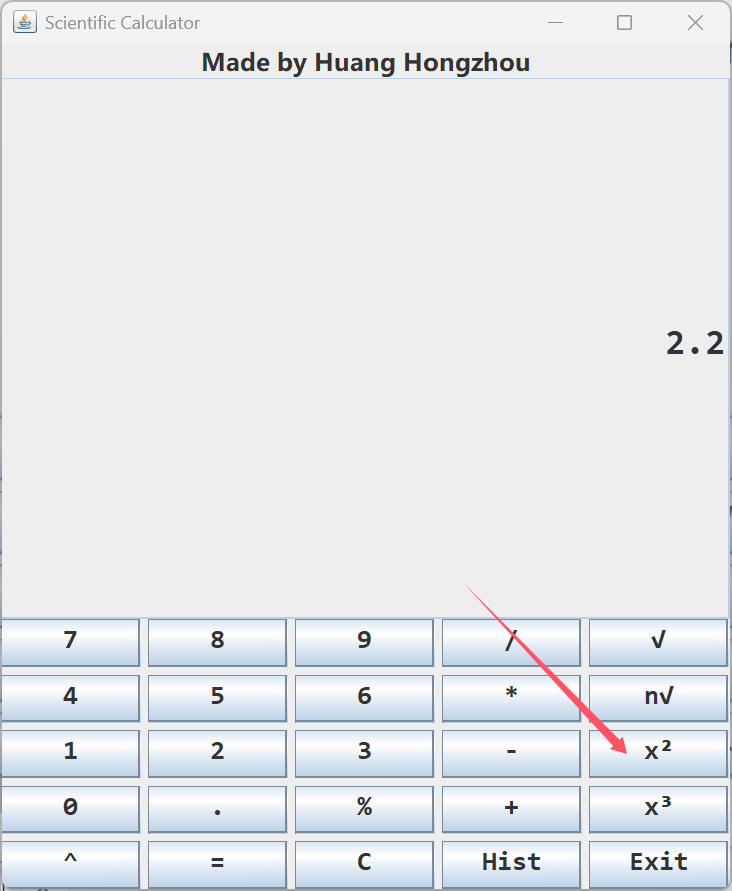 Scientific Calculator
Made by Huang Hongzhou
2.2
7 8 9 / √
4 5 6 * n√
1 2 3 - x²
0 . % + x³
^ = C Hist Exit